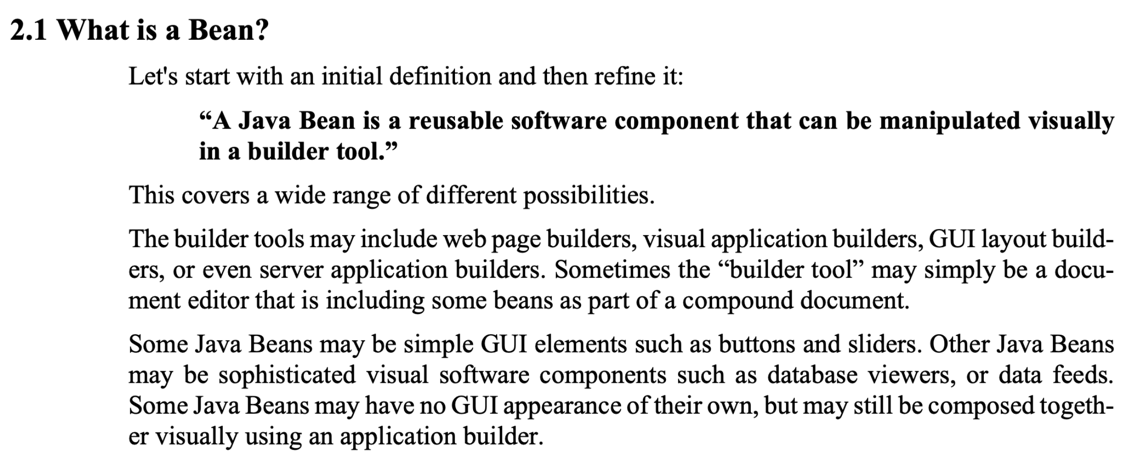 2.1 What is a Bean?
Let's start with an initial definition and then refine it:
“A Java Bean is a reusable software component that can be manipulated visually
in a builder tool.”
This covers a wide range of different possibilities.
The builder tools may include web page builders, visual application builders, GUI layout build-
ers, or even server application builders. Sometimes the “builder tool” may simply be a docu-
ment editor that is including some beans as part of a compound document.
Some Java Beans may be simple GUI elements such as buttons and sliders. Other Java Beans
may be sophisticated visual software components such as database viewers, or data feeds.
Some Java Beans may have no GUI appearance of their own, but may still be composed togeth-
er visually using an application builder.